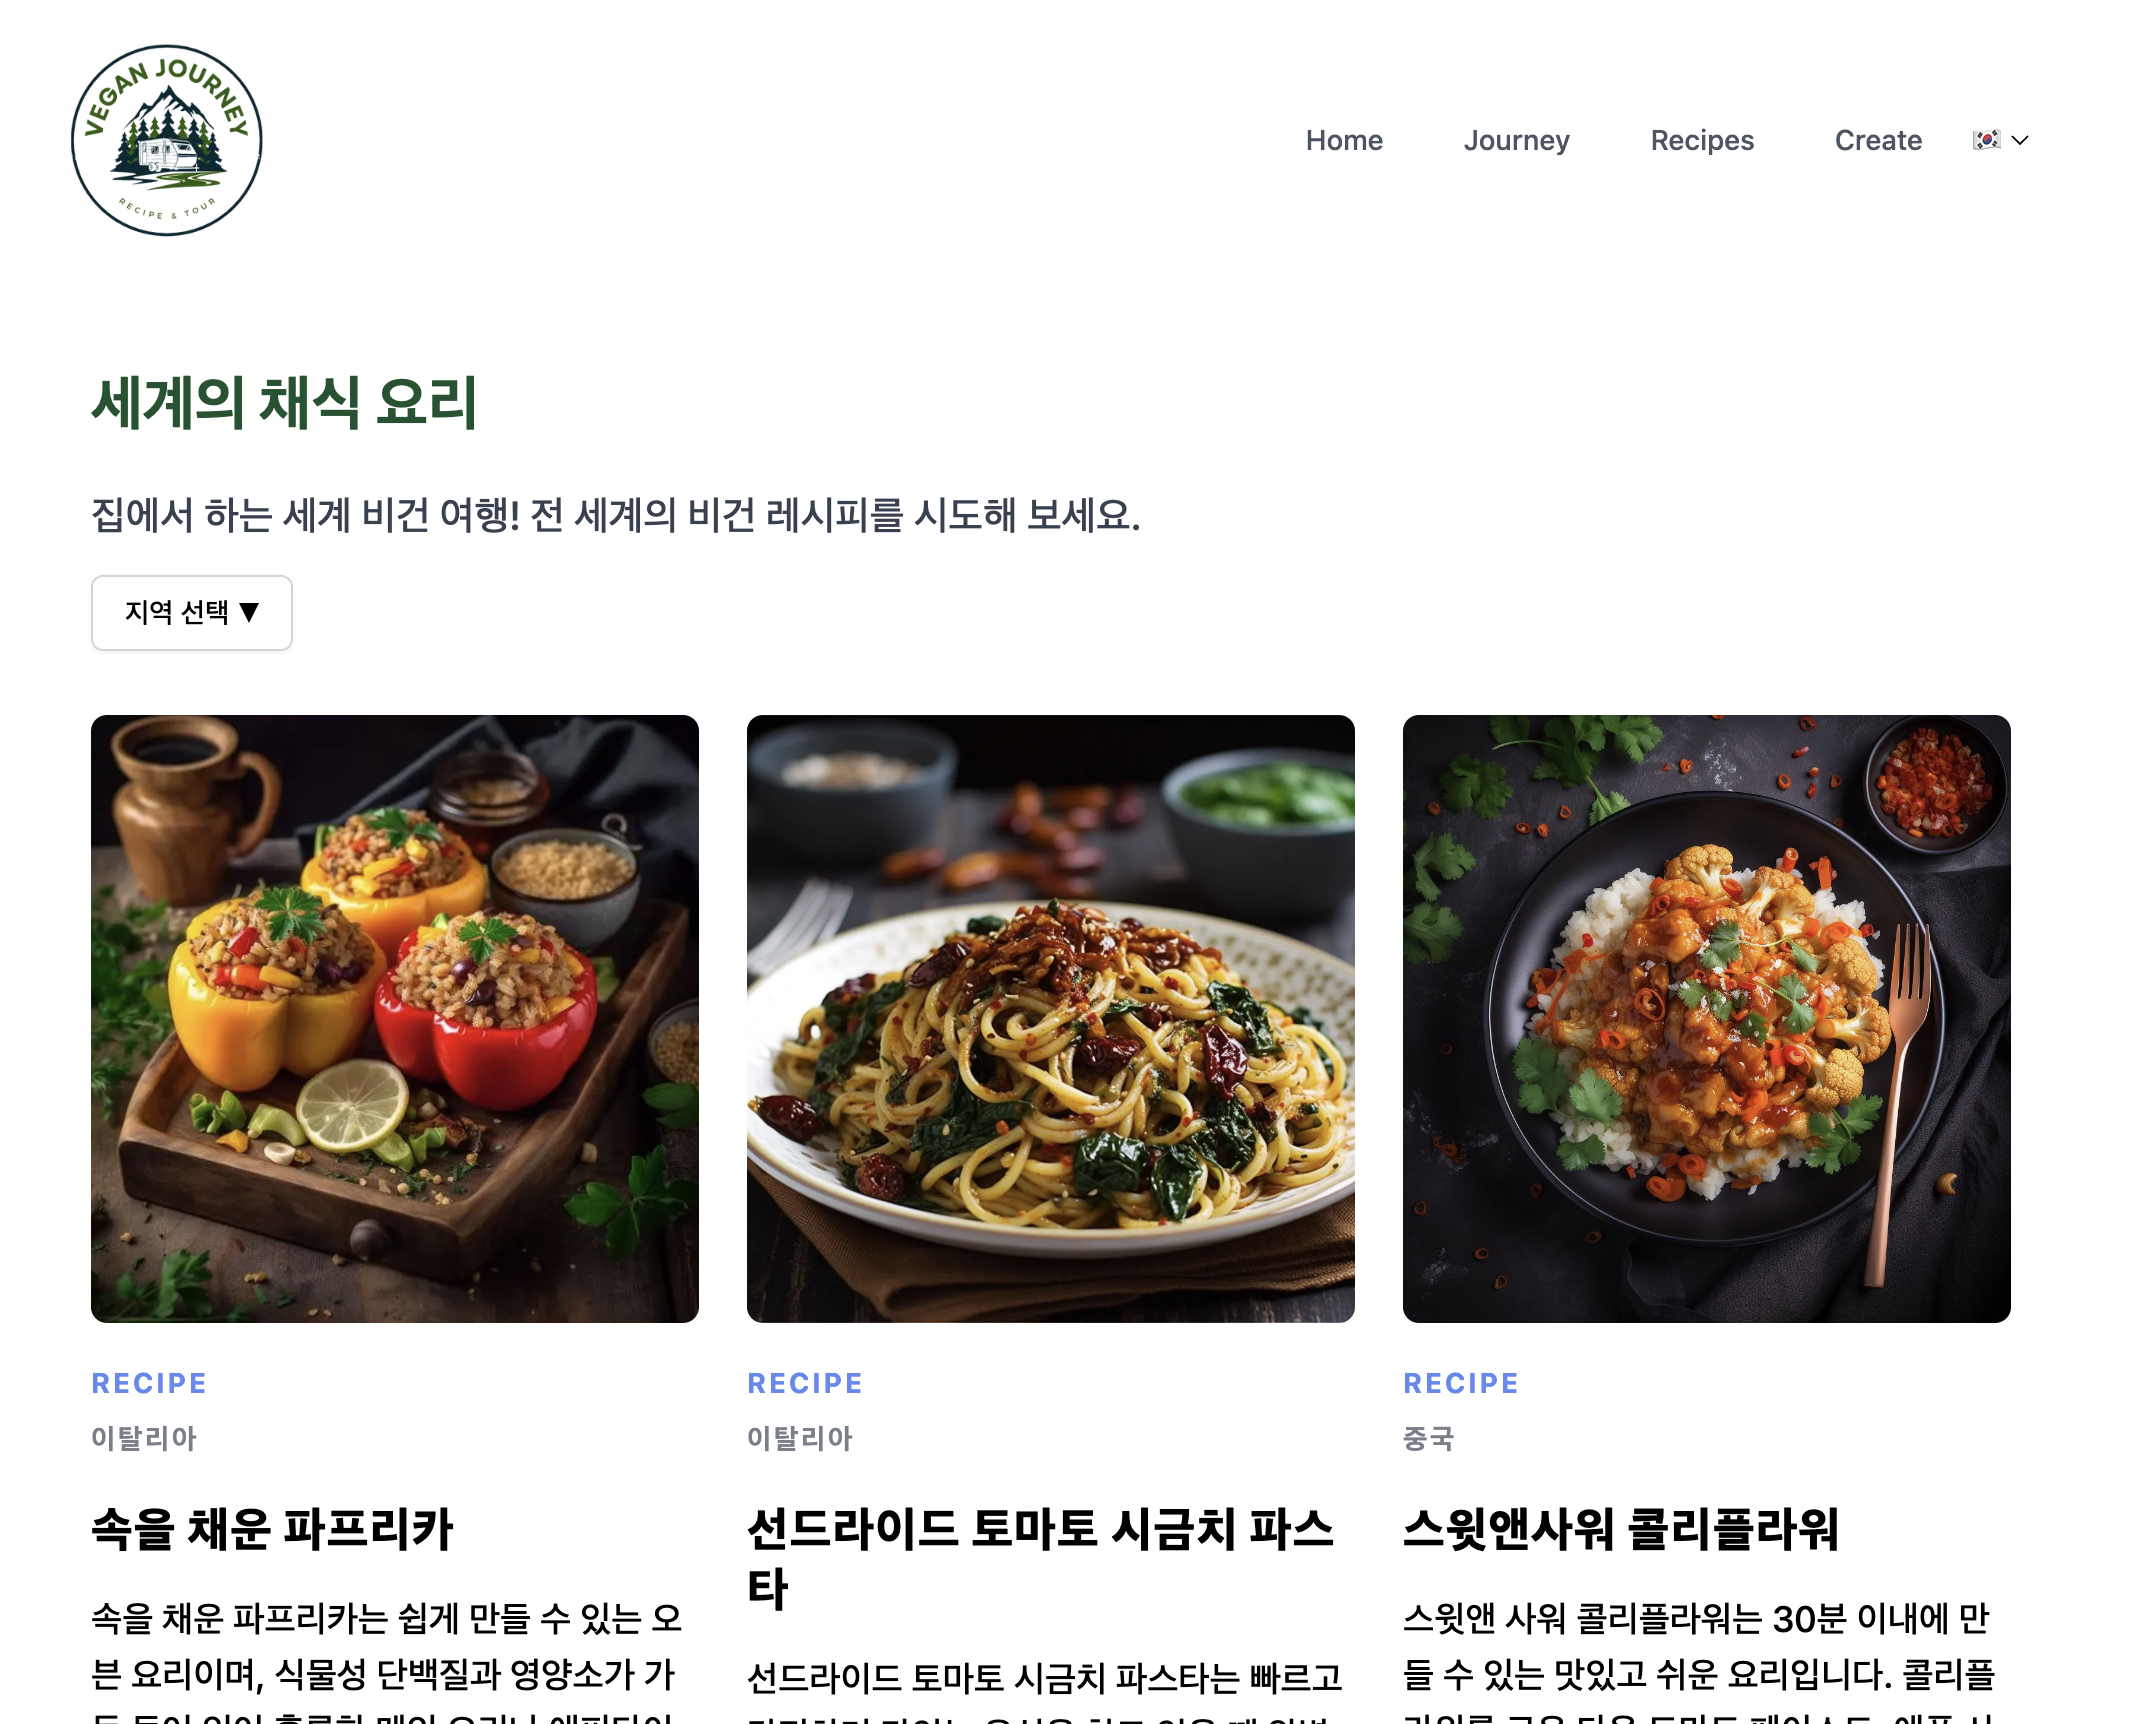 VEGAN JOURNEY
RECIPE & TOUR
Home Journey Recipes Create
세계의 채식 요리
집에서 하는 세계 비건 여행! 전 세계의 비건 레시피를 시도해 보세요.
지역 선택 ▼
RECIPE
이탈리아
속을 채운 파프리카
속을 채운 파프리카는 쉽게 만들 수 있는 오
븐 요리이며, 식물성 단백질과 영양소가 가
RECIPE
이탈리아
선드라이드 토마토 시금치 파스
타
선드라이드 토마토 시금치 파스타는 빠르고
RECIPE
중국
스윗앤사워 콜리플라워
스윗앤 사워 콜리플라워는 30분 이내에 만
들 수 있는 맛있고 쉬운 요리입니다. 콜리플